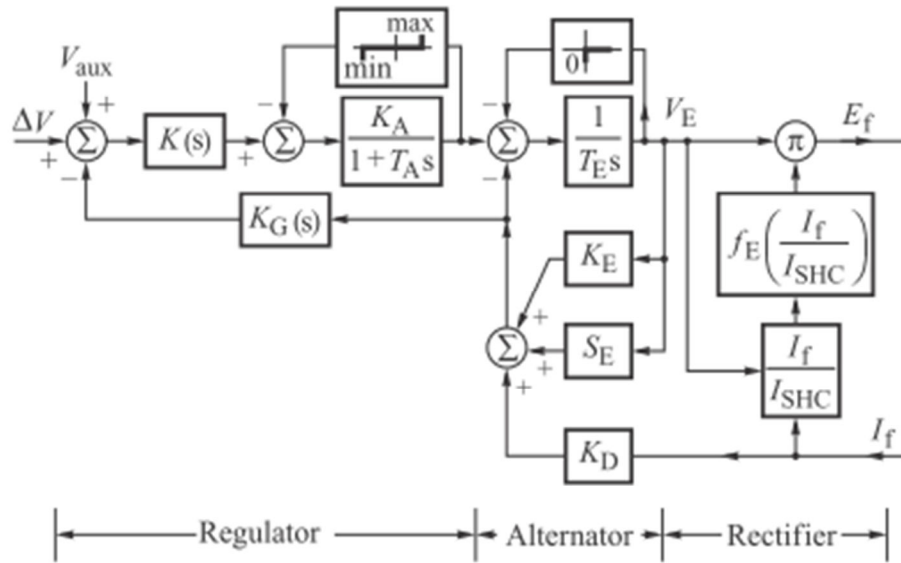 max
min
0
V_aux
ΔV
+
+
−
Σ
K(s)
−
+
Σ
K_A
1 + T_A s
−
−
Σ
1
T_E s
V_E
π
E_f
K_G(s)
f_E(I_f / I_SHC)
K_E
+
Σ
+
S_E
+
I_f
I_SHC
K_D
I_f
Regulator
Alternator
Rectifier